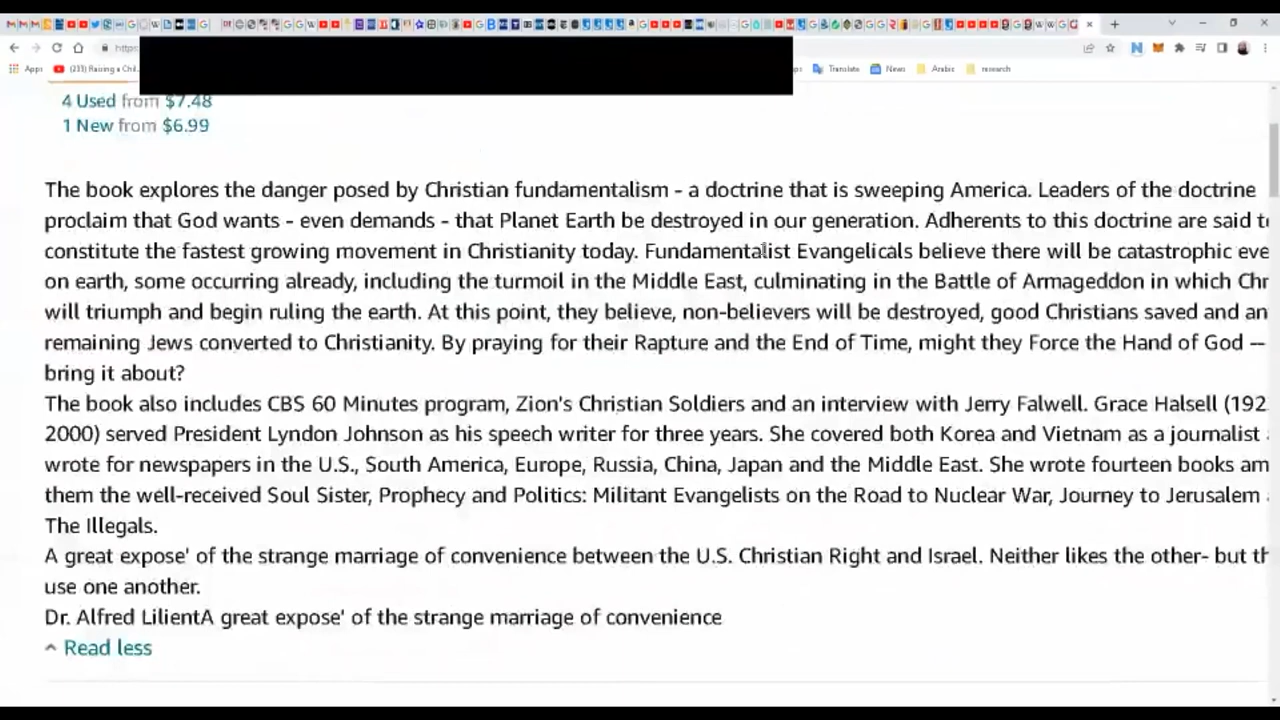 https:
Apps
(233) Raising a Chil..
ps
Translate
News
Arabic
research
4 Used from $7.48
1 New from $6.99
The book explores the danger posed by Christian fundamentalism - a doctrine that is sweeping America. Leaders of the doctrine
proclaim that God wants - even demands - that Planet Earth be destroyed in our generation. Adherents to this doctrine are said to
constitute the fastest growing movement in Christianity today. Fundamentalist Evangelicals believe there will be catastrophic eve
on earth, some occurring already, including the turmoil in the Middle East, culminating in the Battle of Armageddon in which Chr
will triumph and begin ruling the earth. At this point, they believe, non-believers will be destroyed, good Christians saved and an
remaining Jews converted to Christianity. By praying for their Rapture and the End of Time, might they Force the Hand of God --
bring it about?
The book also includes CBS 60 Minutes program, Zion's Christian Soldiers and an interview with Jerry Falwell. Grace Halsell (192
2000) served President Lyndon Johnson as his speech writer for three years. She covered both Korea and Vietnam as a journalist
wrote for newspapers in the U.S., South America, Europe, Russia, China, Japan and the Middle East. She wrote fourteen books am
them the well-received Soul Sister, Prophecy and Politics: Militant Evangelists on the Road to Nuclear War, Journey to Jerusalem
The Illegals.
A great expose' of the strange marriage of convenience between the U.S. Christian Right and Israel. Neither likes the other- but th
use one another.
Dr. Alfred LilientA great expose' of the strange marriage of convenience
Read less